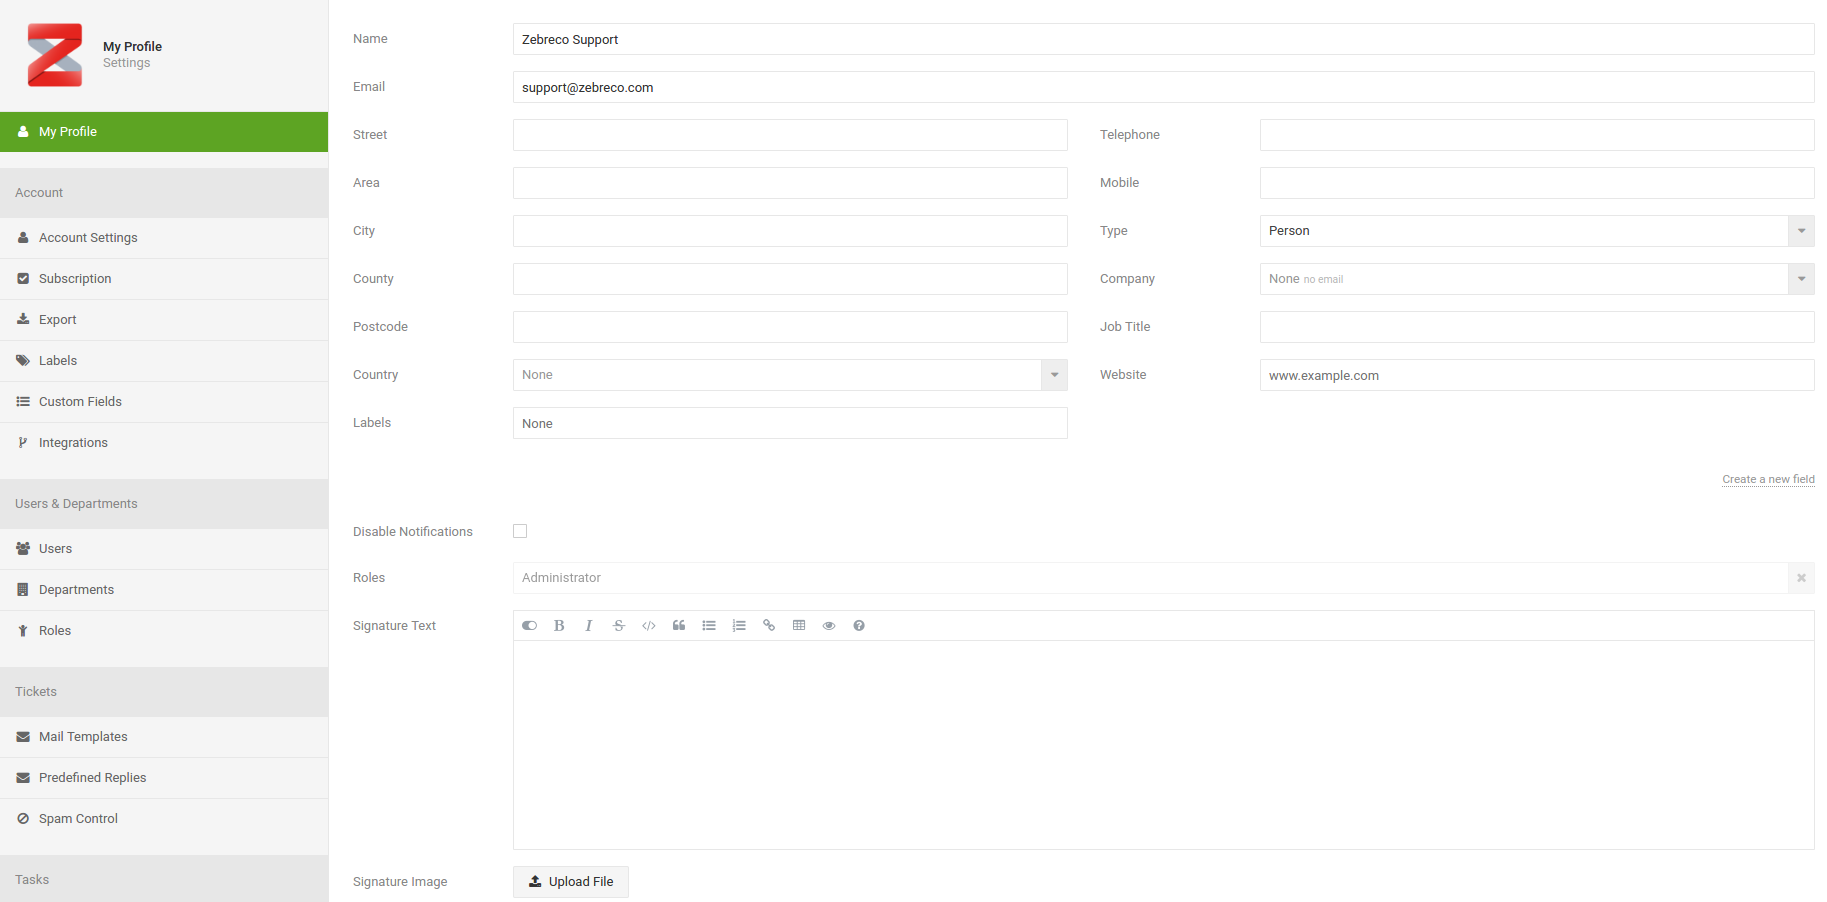 My Profile
Settings
My Profile
Account
Account Settings
Subscription
Export
Labels
Custom Fields
Integrations
Users & Departments
Users
Departments
Roles
Tickets
Mail Templates
Predefined Replies
Spam Control
Tasks
Name Zebreco Support
Email support@zebreco.com
Street Telephone
Area Mobile
City Type Person
County Company None no email
Postcode Job Title
Country None Website www.example.com
Labels None
Create a new field
Disable Notifications
Roles Administrator
Signature Text B I S
Signature Image Upload File